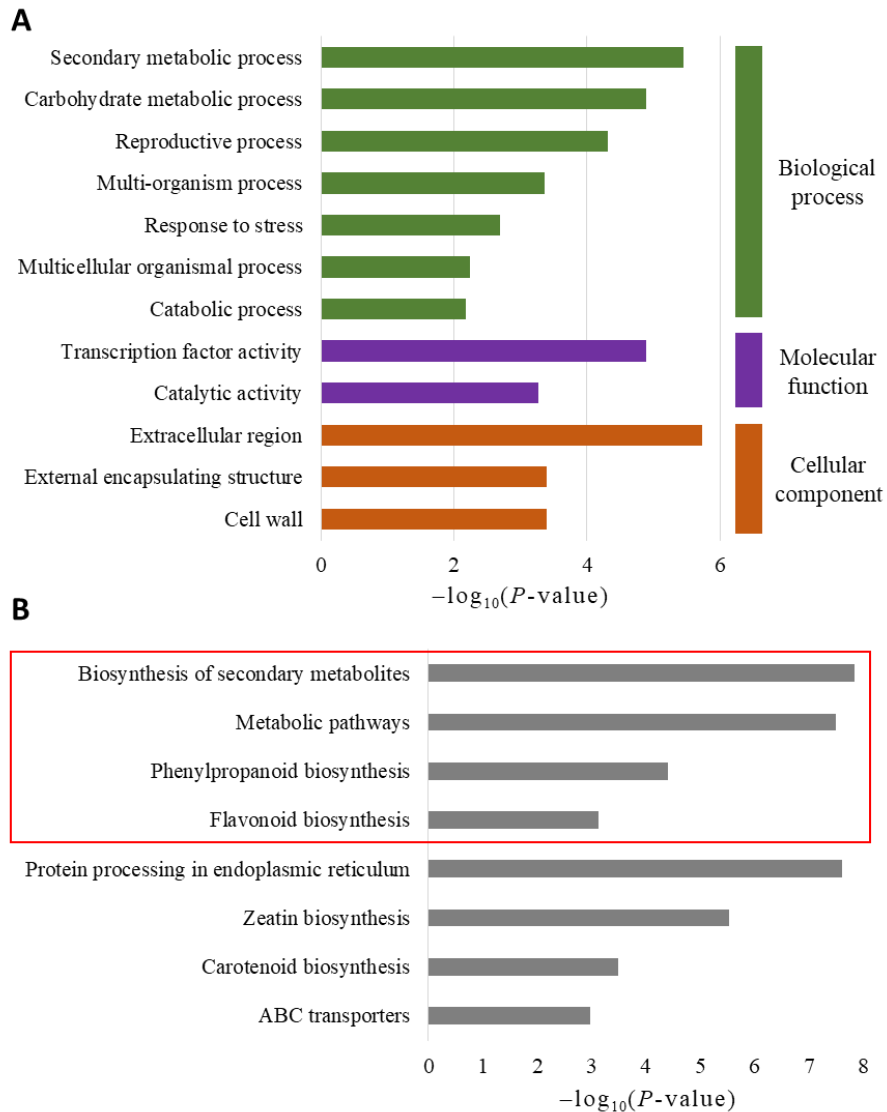 A
Secondary metabolic process
Carbohydrate metabolic process
Reproductive process
Multi-organism process
Response to stress
Multicellular organismal process
Catabolic process
Transcription factor activity
Catalytic activity
Extracellular region
External encapsulating structure
Cell wall
Biological
process
Molecular
function
Cellular
component
0 2 4 6
−log₁₀(P-value)
B
Biosynthesis of secondary metabolites
Metabolic pathways
Phenylpropanoid biosynthesis
Flavonoid biosynthesis
Protein processing in endoplasmic reticulum
Zeatin biosynthesis
Carotenoid biosynthesis
ABC transporters
0 1 2 3 4 5 6 7 8
−log₁₀(P-value)